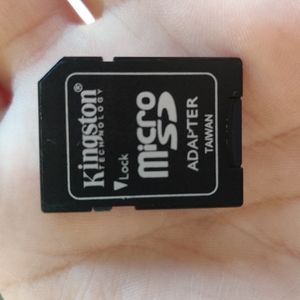 Kingston®
TECHNOLOGY
▼Lock
micro
SD
ADAPTER
TAIWAN